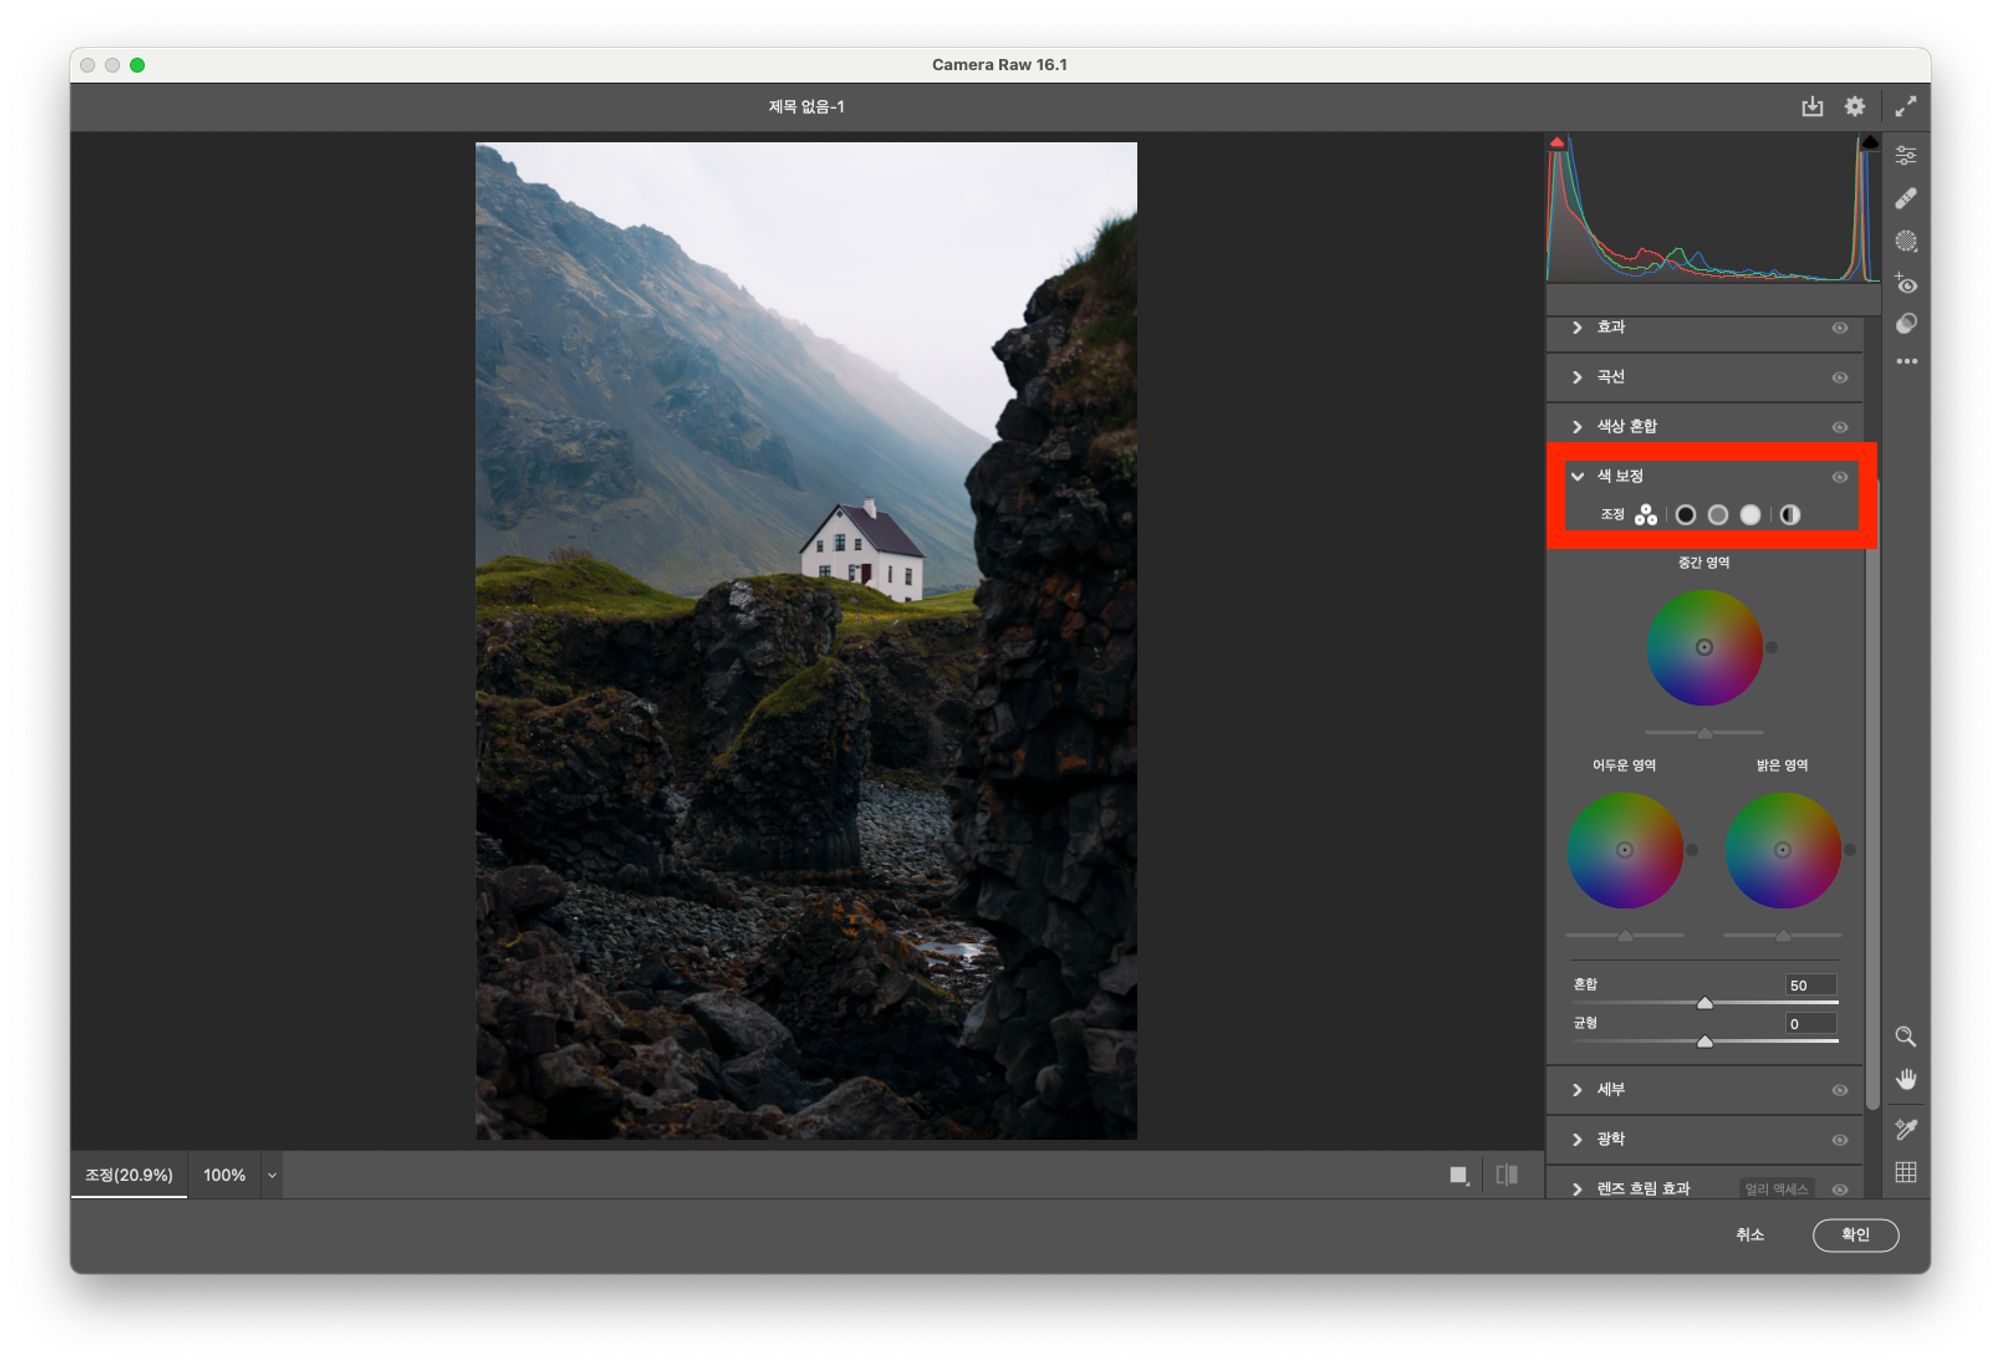 Camera Raw 16.1
제목 없음-1
효과
곡선
색상 혼합
색 보정
조정
중간 영역
어두운 영역
밝은 영역
혼합
50
균형
0
세부
광학
렌즈 흐림 효과
얼리 액세스
조정(20.9%)
100%
취소
확인